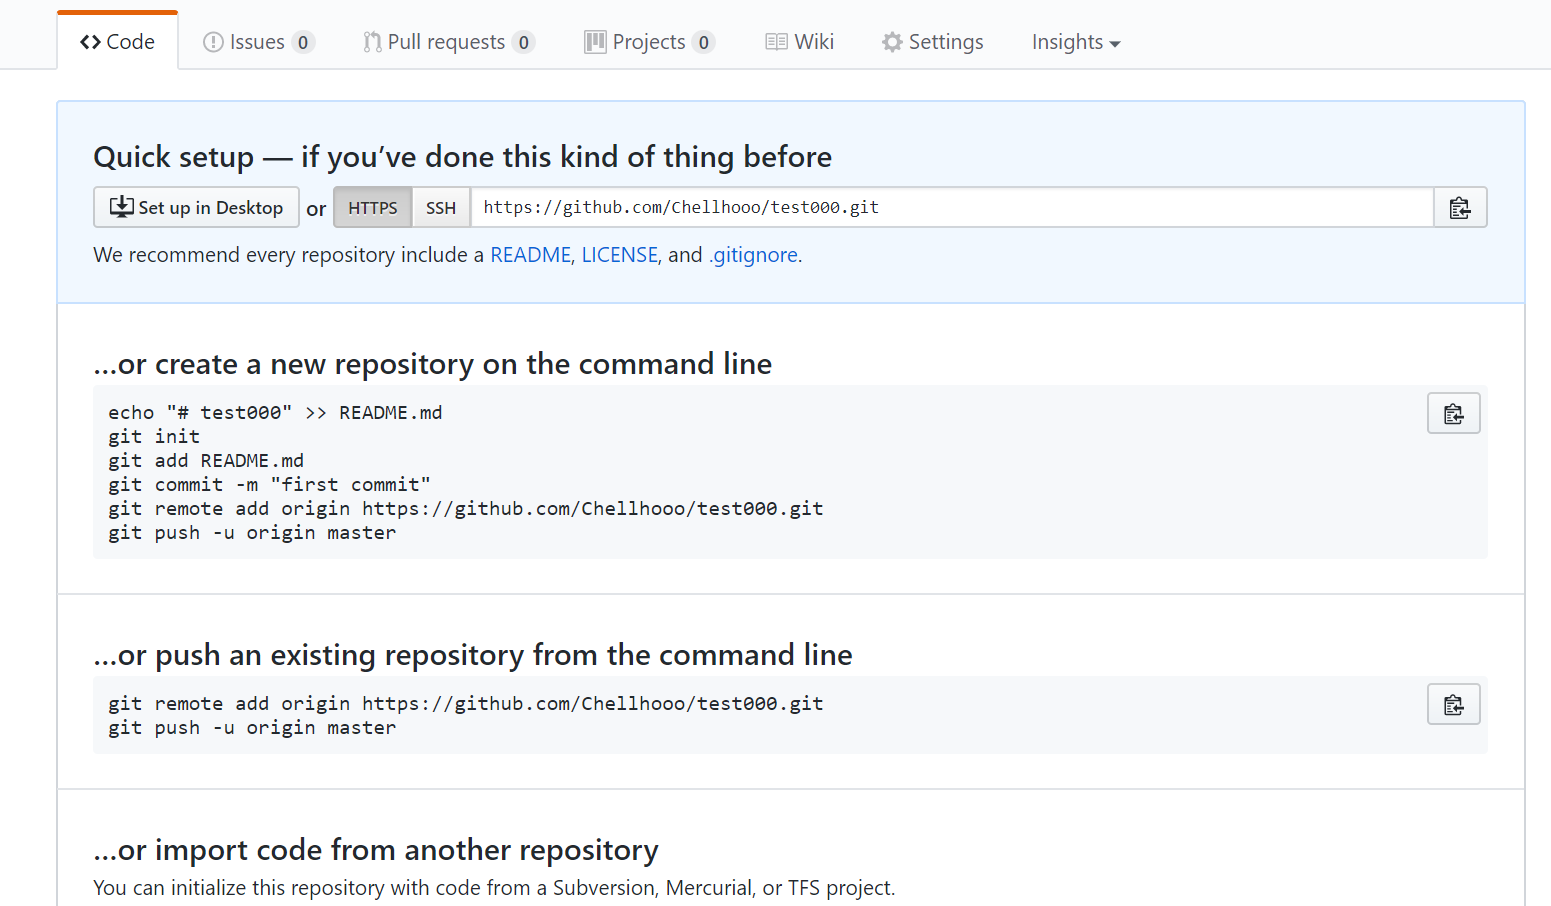 Code Issues 0 Pull requests 0 Projects 0 Wiki Settings Insights
Quick setup — if you’ve done this kind of thing before
Set up in Desktop or HTTPS SSH https://github.com/Chellhooo/test000.git
We recommend every repository include a README, LICENSE, and .gitignore.
…or create a new repository on the command line
echo "# test000" >> README.md
git init
git add README.md
git commit -m "first commit"
git remote add origin https://github.com/Chellhooo/test000.git
git push -u origin master
…or push an existing repository from the command line
git remote add origin https://github.com/Chellhooo/test000.git
git push -u origin master
…or import code from another repository
You can initialize this repository with code from a Subversion, Mercurial, or TFS project.